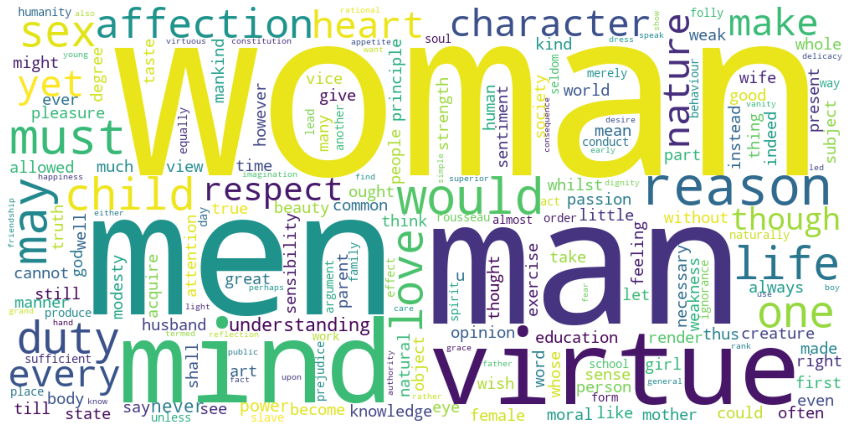 humanity also
rational
sex affection heart character folly make
young virtuous constitution appetite soul kind weak show whole
might degree taste mankind want principle dress speak delicacy
yet woman nature
ever vice seldom merely wife behaviour present way
pleasure equally however give people strength human sentiment society world good vanity subject
must lead many another mean instead thing indeed
consequence desire conduct part
allowed much view time simple early led
happiness imagination find superior dignity
may child respect ought would whilst reason
friendship truth true beauty common rousseau act passion
either day think almost order little without though
cannot god well attention sensibility love naturally
men man life
still modesty great argument parent family effect spirit thought exercise take feeling necessary weakness ignorance always
manner acquire perhaps care fear let use boy
produce light one
grand hand husband understanding opinion render thus creature
duty termed reflection work education
sufficient mind virtue girl made
every shall public art prejudice natural object grace father word school sense rank right
place body fact upon authority rather wish whose form person general first
know
till state say never see power become knowledge eye female moral like mother could even often
unless slave